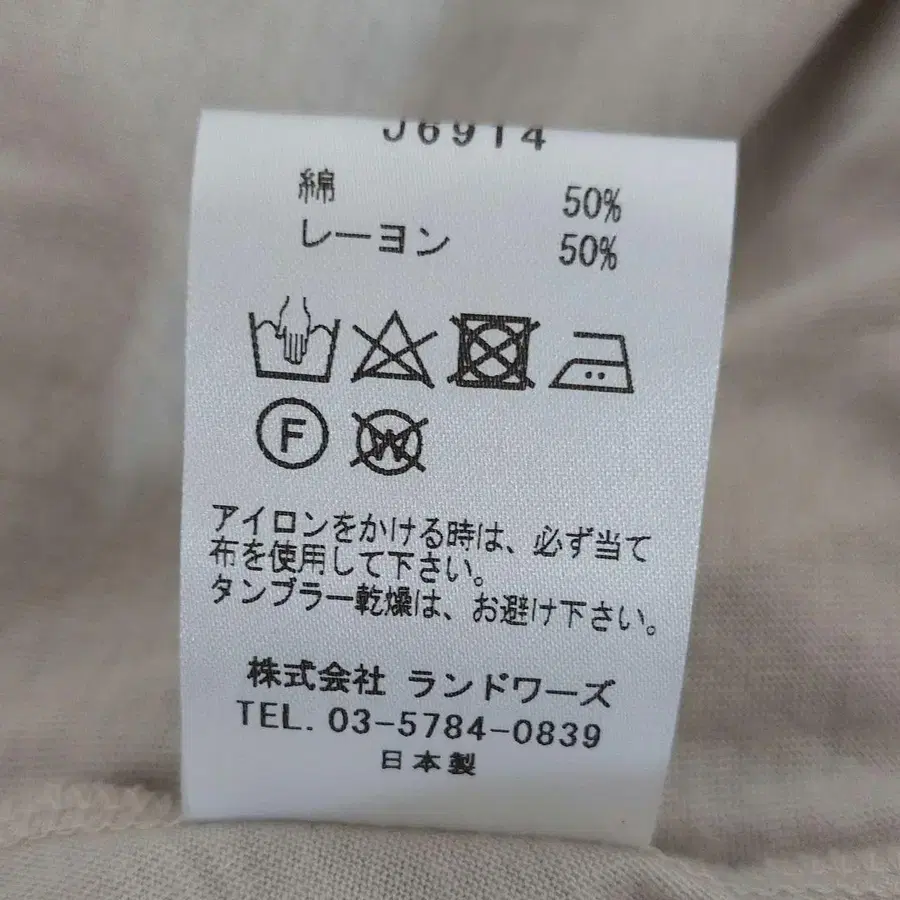 J6914
綿 50%
レーヨン 50%
F W
アイロンをかける時は、必ず当て
布を使用して下さい。
タンブラー乾燥は、お避け下さい。
株式会社 ランドワーズ
TEL. 03-5784-0839
日本製